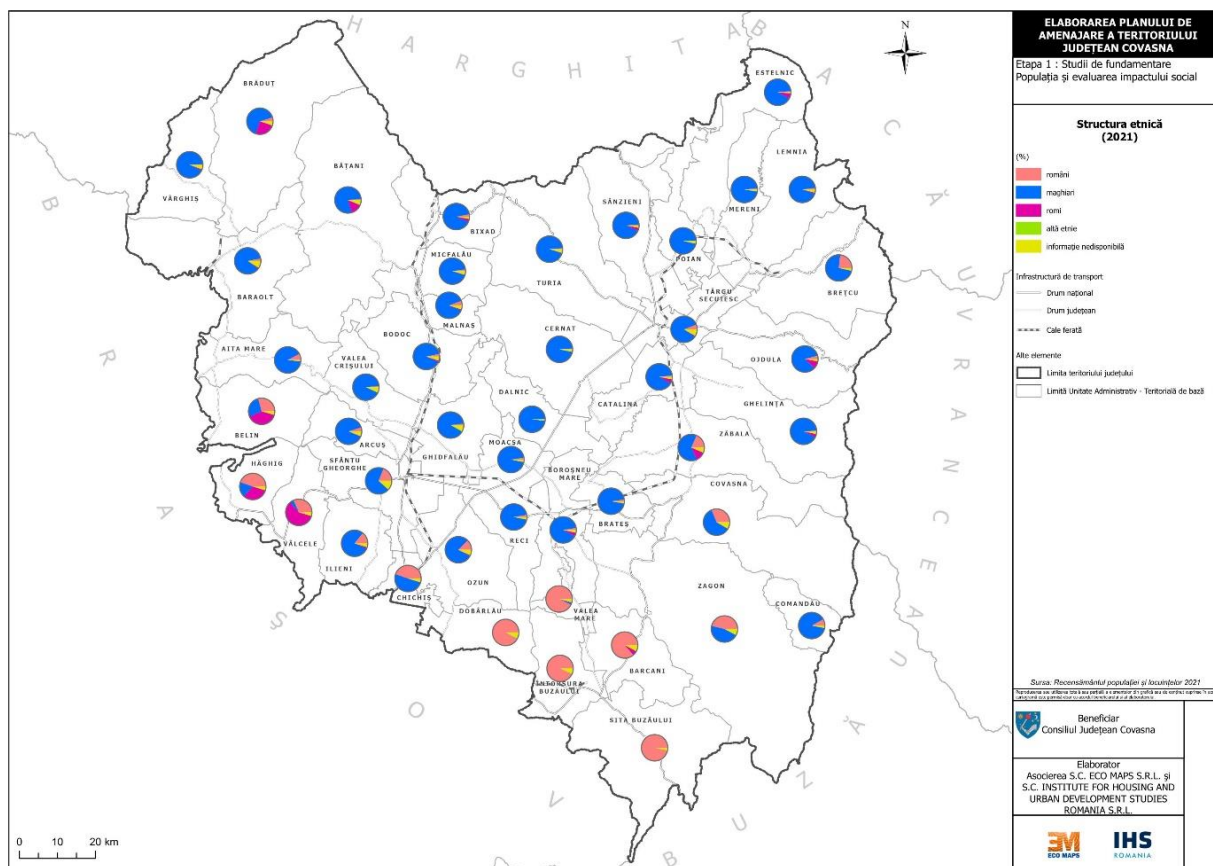 ELABORAREA PLANULUI DE
AMENAJARE A TERITORIULUI
JUDEȚEAN COVASNA
Etapa 1 : Studii de fundamentare
Populația și evaluarea impactului social
Structura etnică
(2021)
(%)
români
maghiari
romi
altă etnie
informație nedisponibilă
Infrastructură de transport
Drum național
Drum județean
Cale ferată
Alte elemente
Limita teritoriului județului
Limită Unitate Administrativ - Teritorială de bază
Sursa: Recensământul populației și locuințelor 2021
Beneficiar
Consiliul Județean Covasna
Elaborator
Asocierea S.C. ECO MAPS S.R.L. și
S.C. INSTITUTE FOR HOUSING AND
URBAN DEVELOPMENT STUDIES
ROMANIA S.R.L.
3M
ECO MAPS
IHS
ROMANIA
HARGHITA
BACĂU
VRANCEA
BUZĂU
BRAȘOV
N
ESTELNIC
BRĂDUȚ
LEMNIA
BĂȚANI
VÂRGHIȘ
SÂNZIENI
MERENI
BIXAD
MICFALĂU
POIAN
TURIA
TÂRGU
SECUIESC
BREȚCU
BARAOLT
MALNAȘ
BODOC
CERNAT
AITA MARE
VALEA
CRIȘULUI
OJDULA
DALNIC
CATALINA
GHELINȚA
BELIN
ARCUȘ
MOACȘA
ZĂBALA
SFÂNTU
GHEORGHE
GHIDFALĂU
HĂGHIG
BOROȘNEU
MARE
COVASNA
BRATEȘ
VÂLCELE
RECI
ILIENI
OZUN
CHICHIȘ
ZAGON
DOBÂRLĂU
VALEA
MARE
COMANDĂU
BARCANI
ÎNTORSURA
BUZĂULUI
SITA BUZĂULUI
0 10 20 km